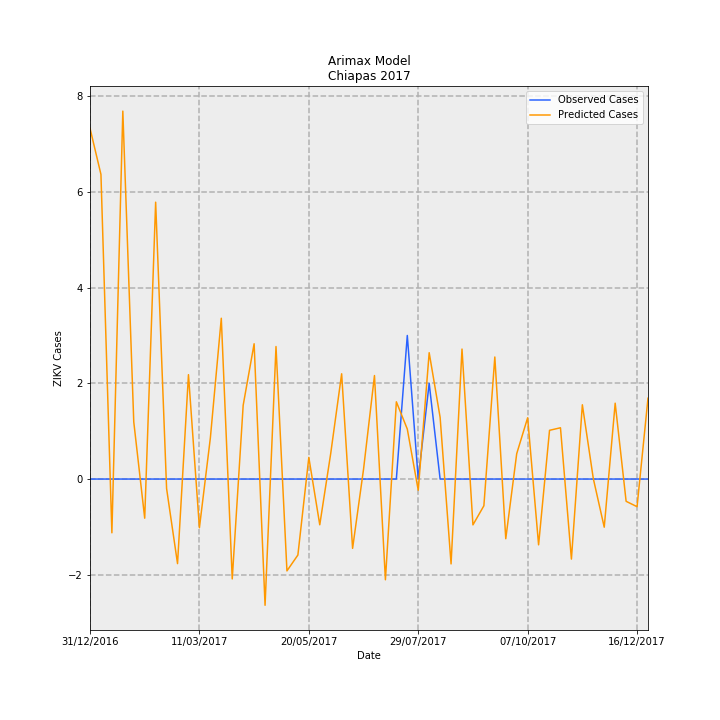 Arimax Model
Chiapas 2017
Observed Cases
Predicted Cases
8
6
4
2
0
−2
ZIKV Cases
31/12/2016 11/03/2017 20/05/2017 29/07/2017 07/10/2017 16/12/2017
Date